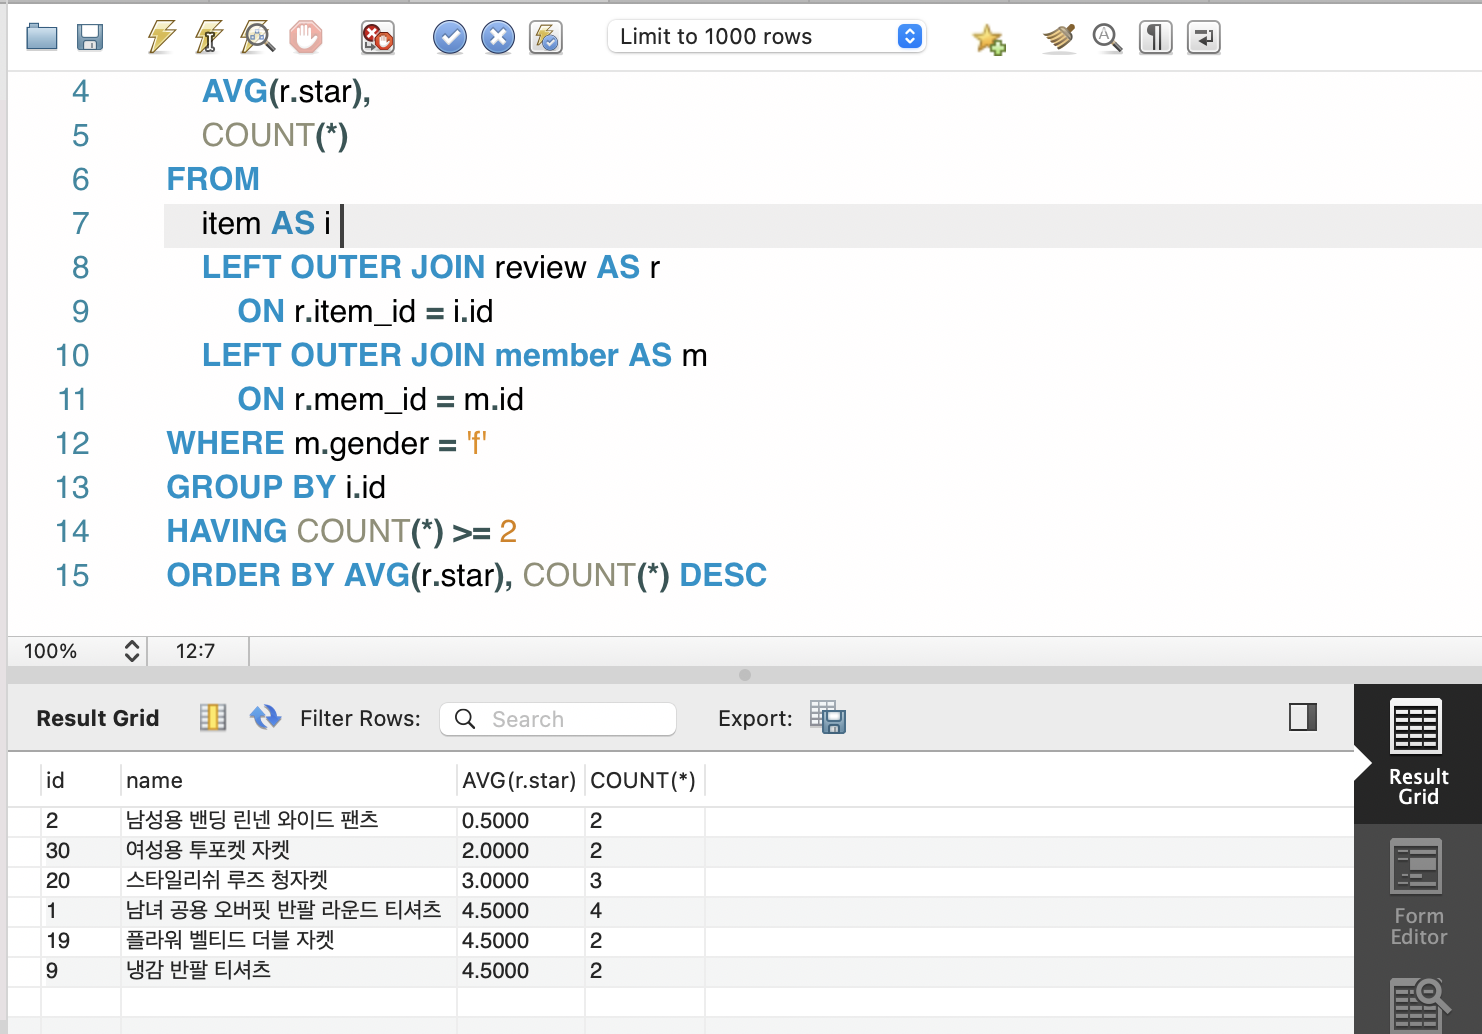 Limit to 1000 rows
4 AVG(r.star),
5 COUNT(*)
6 FROM
7 item AS i
8 LEFT OUTER JOIN review AS r
9 ON r.item_id = i.id
10 LEFT OUTER JOIN member AS m
11 ON r.mem_id = m.id
12 WHERE m.gender = 'f'
13 GROUP BY i.id
14 HAVING COUNT(*) >= 2
15 ORDER BY AVG(r.star), COUNT(*) DESC
100% 12:7
Result Grid Filter Rows: Search Export:
id name AVG(r.star) COUNT(*)
2 남성용 밴딩 린넨 와이드 팬츠 0.5000 2
30 여성용 투포켓 자켓 2.0000 2
20 스타일리쉬 루즈 청자켓 3.0000 3
1 남녀 공용 오버핏 반팔 라운드 티셔츠 4.5000 4
19 플라워 벨티드 더블 자켓 4.5000 2
9 냉감 반팔 티셔츠 4.5000 2
Result
Grid
Form
Editor